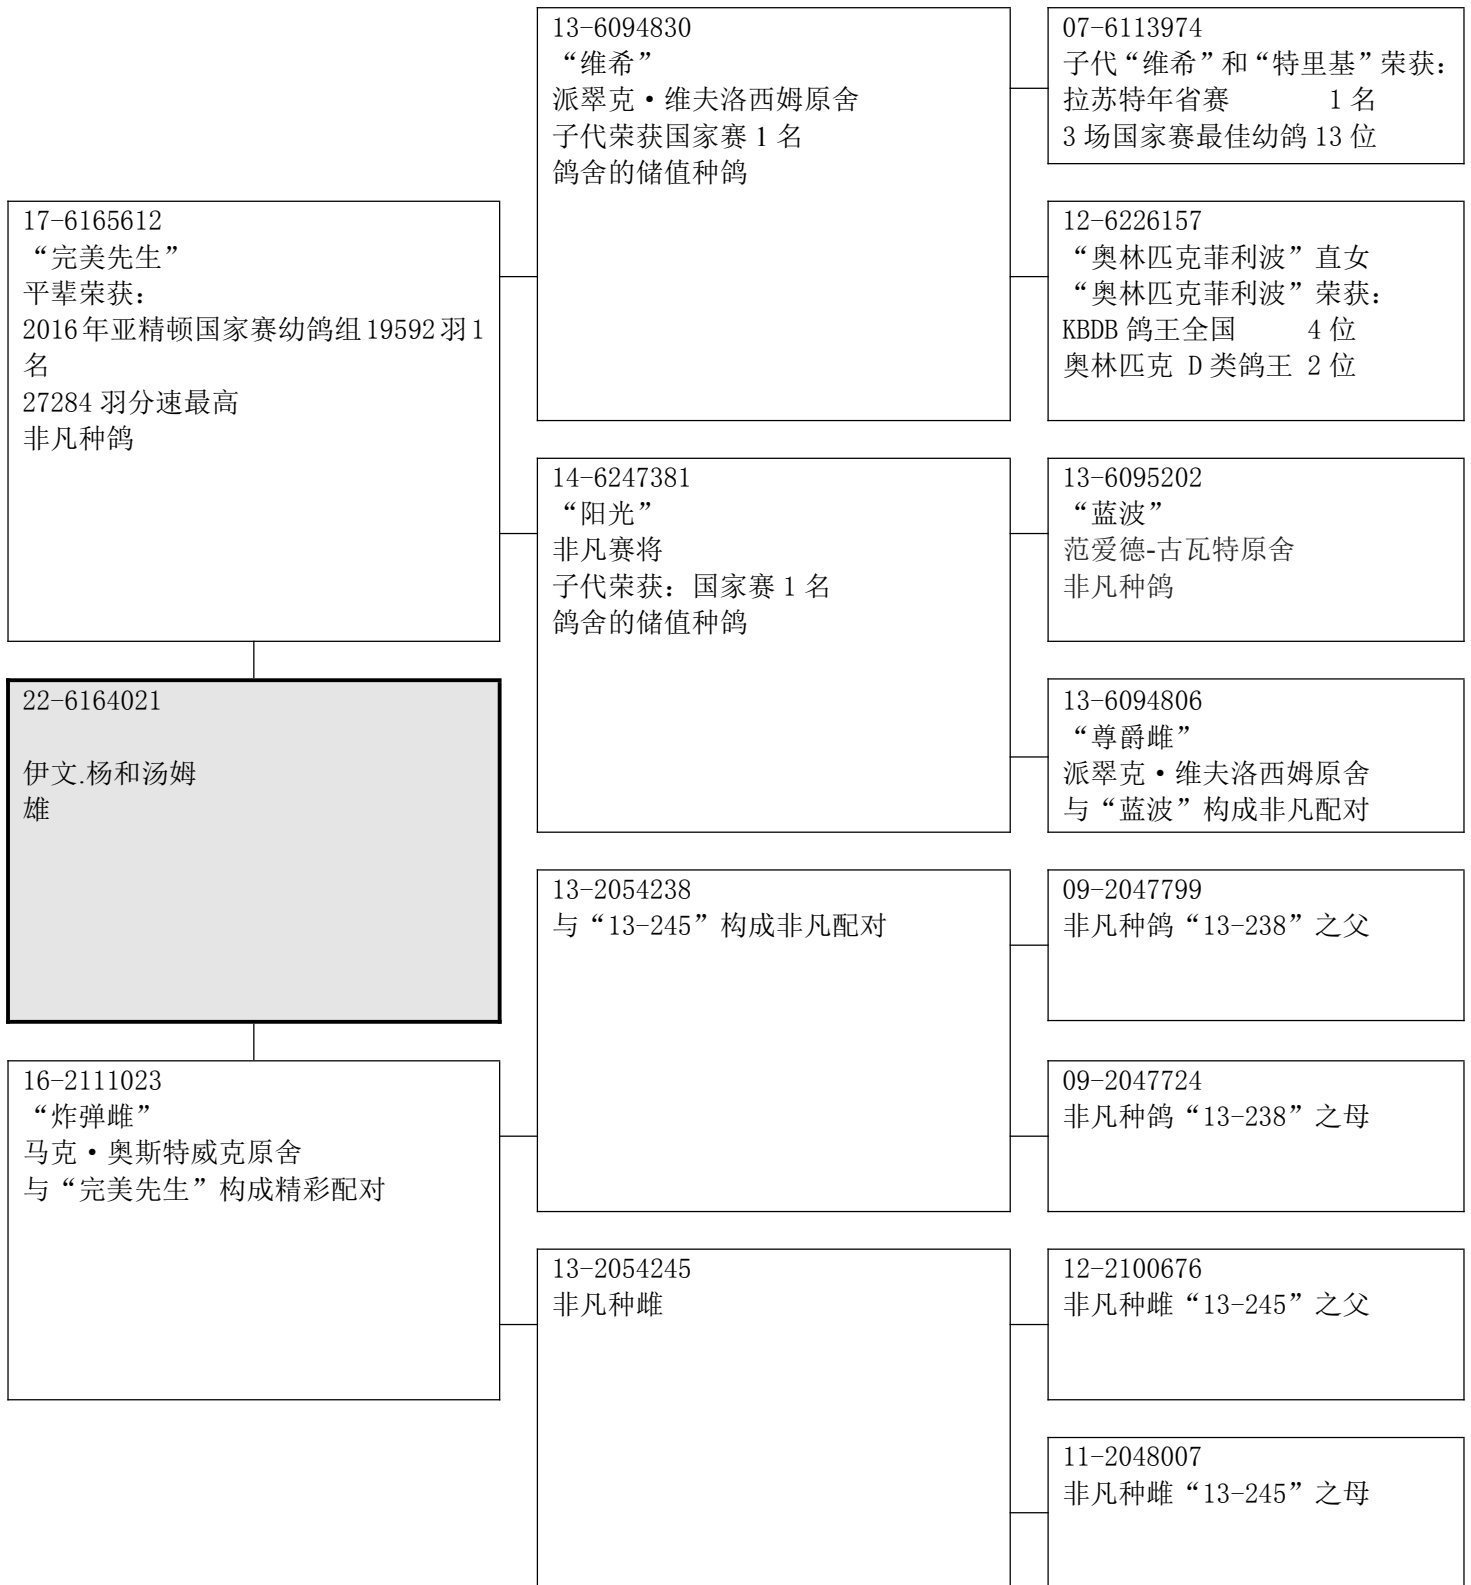 13-6094830
“维希”
派翠克·维夫洛西姆原舍
子代荣获国家赛 1 名
鸽舍的储值种鸽
07-6113974
子代“维希”和“特里基”荣获：
拉苏特年省赛 1 名
3 场国家赛最佳幼鸽 13 位
17-6165612
“完美先生”
平辈荣获：
2016年亚精顿国家赛幼鸽组19592羽1
名
27284 羽分速最高
非凡种鸽
12-6226157
“奥林匹克菲利波”直女
“奥林匹克菲利波”荣获：
KBDB 鸽王全国 4 位
奥林匹克 D 类鸽王 2 位
14-6247381
“阳光”
非凡赛将
子代荣获：国家赛 1 名
鸽舍的储值种鸽
13-6095202
“蓝波”
范爱德-古瓦特原舍
非凡种鸽
22-6164021
伊文.杨和汤姆
雄
13-6094806
“尊爵雌”
派翠克·维夫洛西姆原舍
与“蓝波”构成非凡配对
13-2054238
与“13-245”构成非凡配对
09-2047799
非凡种鸽“13-238”之父
16-2111023
“炸弹雌”
马克·奥斯特威克原舍
与“完美先生”构成精彩配对
09-2047724
非凡种鸽“13-238”之母
13-2054245
非凡种雌
12-2100676
非凡种雌“13-245”之父
11-2048007
非凡种雌“13-245”之母